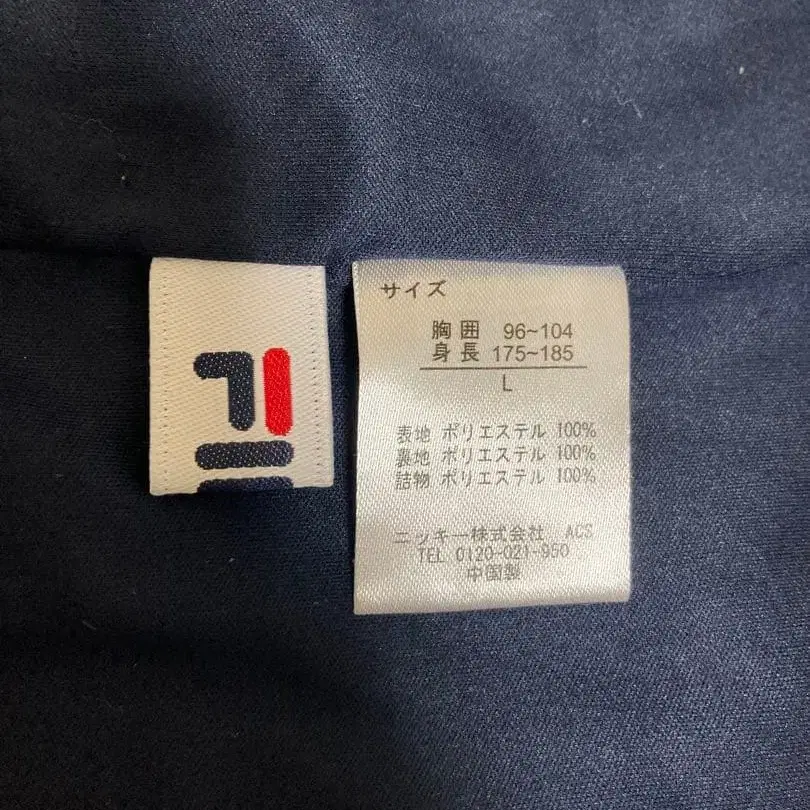 サイズ
胸囲 96~104
身長 175~185
L
表地 ポリエステル 100%
裏地 ポリエステル 100%
詰物 ポリエステル 100%
ニッキー株式会社 ACS
TEL 0120-021-950
中国製